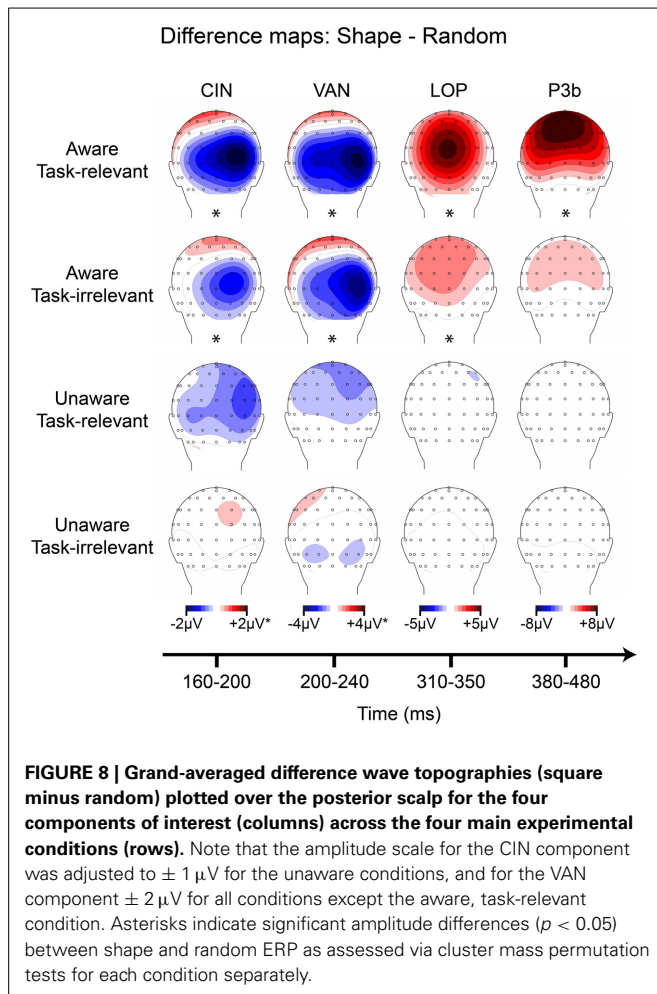 Difference maps: Shape - Random
CIN VAN LOP P3b
Aware
Task-relevant
* * * *
Aware
Task-irrelevant
* * *
Unaware
Task-relevant
Unaware
Task-irrelevant
-2µV +2µV* -4µV +4µV* -5µV +5µV -8µV +8µV
160-200 200-240 310-350 380-480
Time (ms)
FIGURE 8 | Grand-averaged difference wave topographies (square
minus random) plotted over the posterior scalp for the four
components of interest (columns) across the four main experimental
conditions (rows). Note that the amplitude scale for the CIN component
was adjusted to ± 1 µV for the unaware conditions, and for the VAN
component ± 2 µV for all conditions except the aware, task-relevant
condition. Asterisks indicate significant amplitude differences (p < 0.05)
between shape and random ERP as assessed via cluster mass permutation
tests for each condition separately.